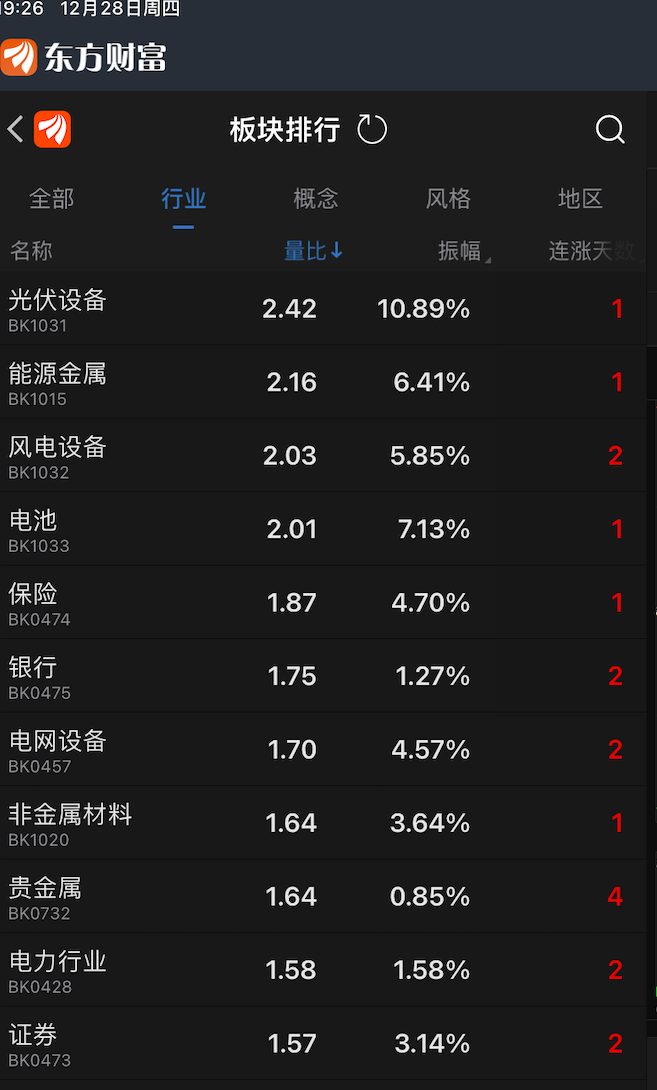 19:26 12月28日周四
东方财富
板块排行
全部 行业 概念 风格 地区
名称 量比↓ 振幅 连涨天数
光伏设备 2.42 10.89% 1
BK1031
能源金属 2.16 6.41% 1
BK1015
风电设备 2.03 5.85% 2
BK1032
电池 2.01 7.13% 1
BK1033
保险 1.87 4.70% 1
BK0474
银行 1.75 1.27% 2
BK0475
电网设备 1.70 4.57% 2
BK0457
非金属材料 1.64 3.64% 1
BK1020
贵金属 1.64 0.85% 4
BK0732
电力行业 1.58 1.58% 2
BK0428
证券 1.57 3.14% 2
BK0473